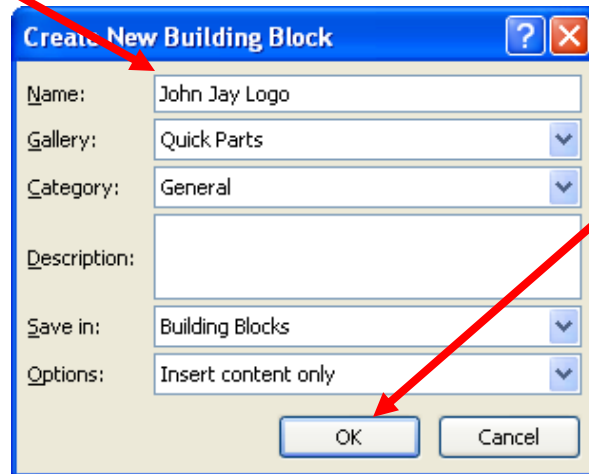 Create New Building Block
Name: John Jay Logo
Gallery: Quick Parts
Category: General
Description:
Save in: Building Blocks
Options: Insert content only
OK Cancel